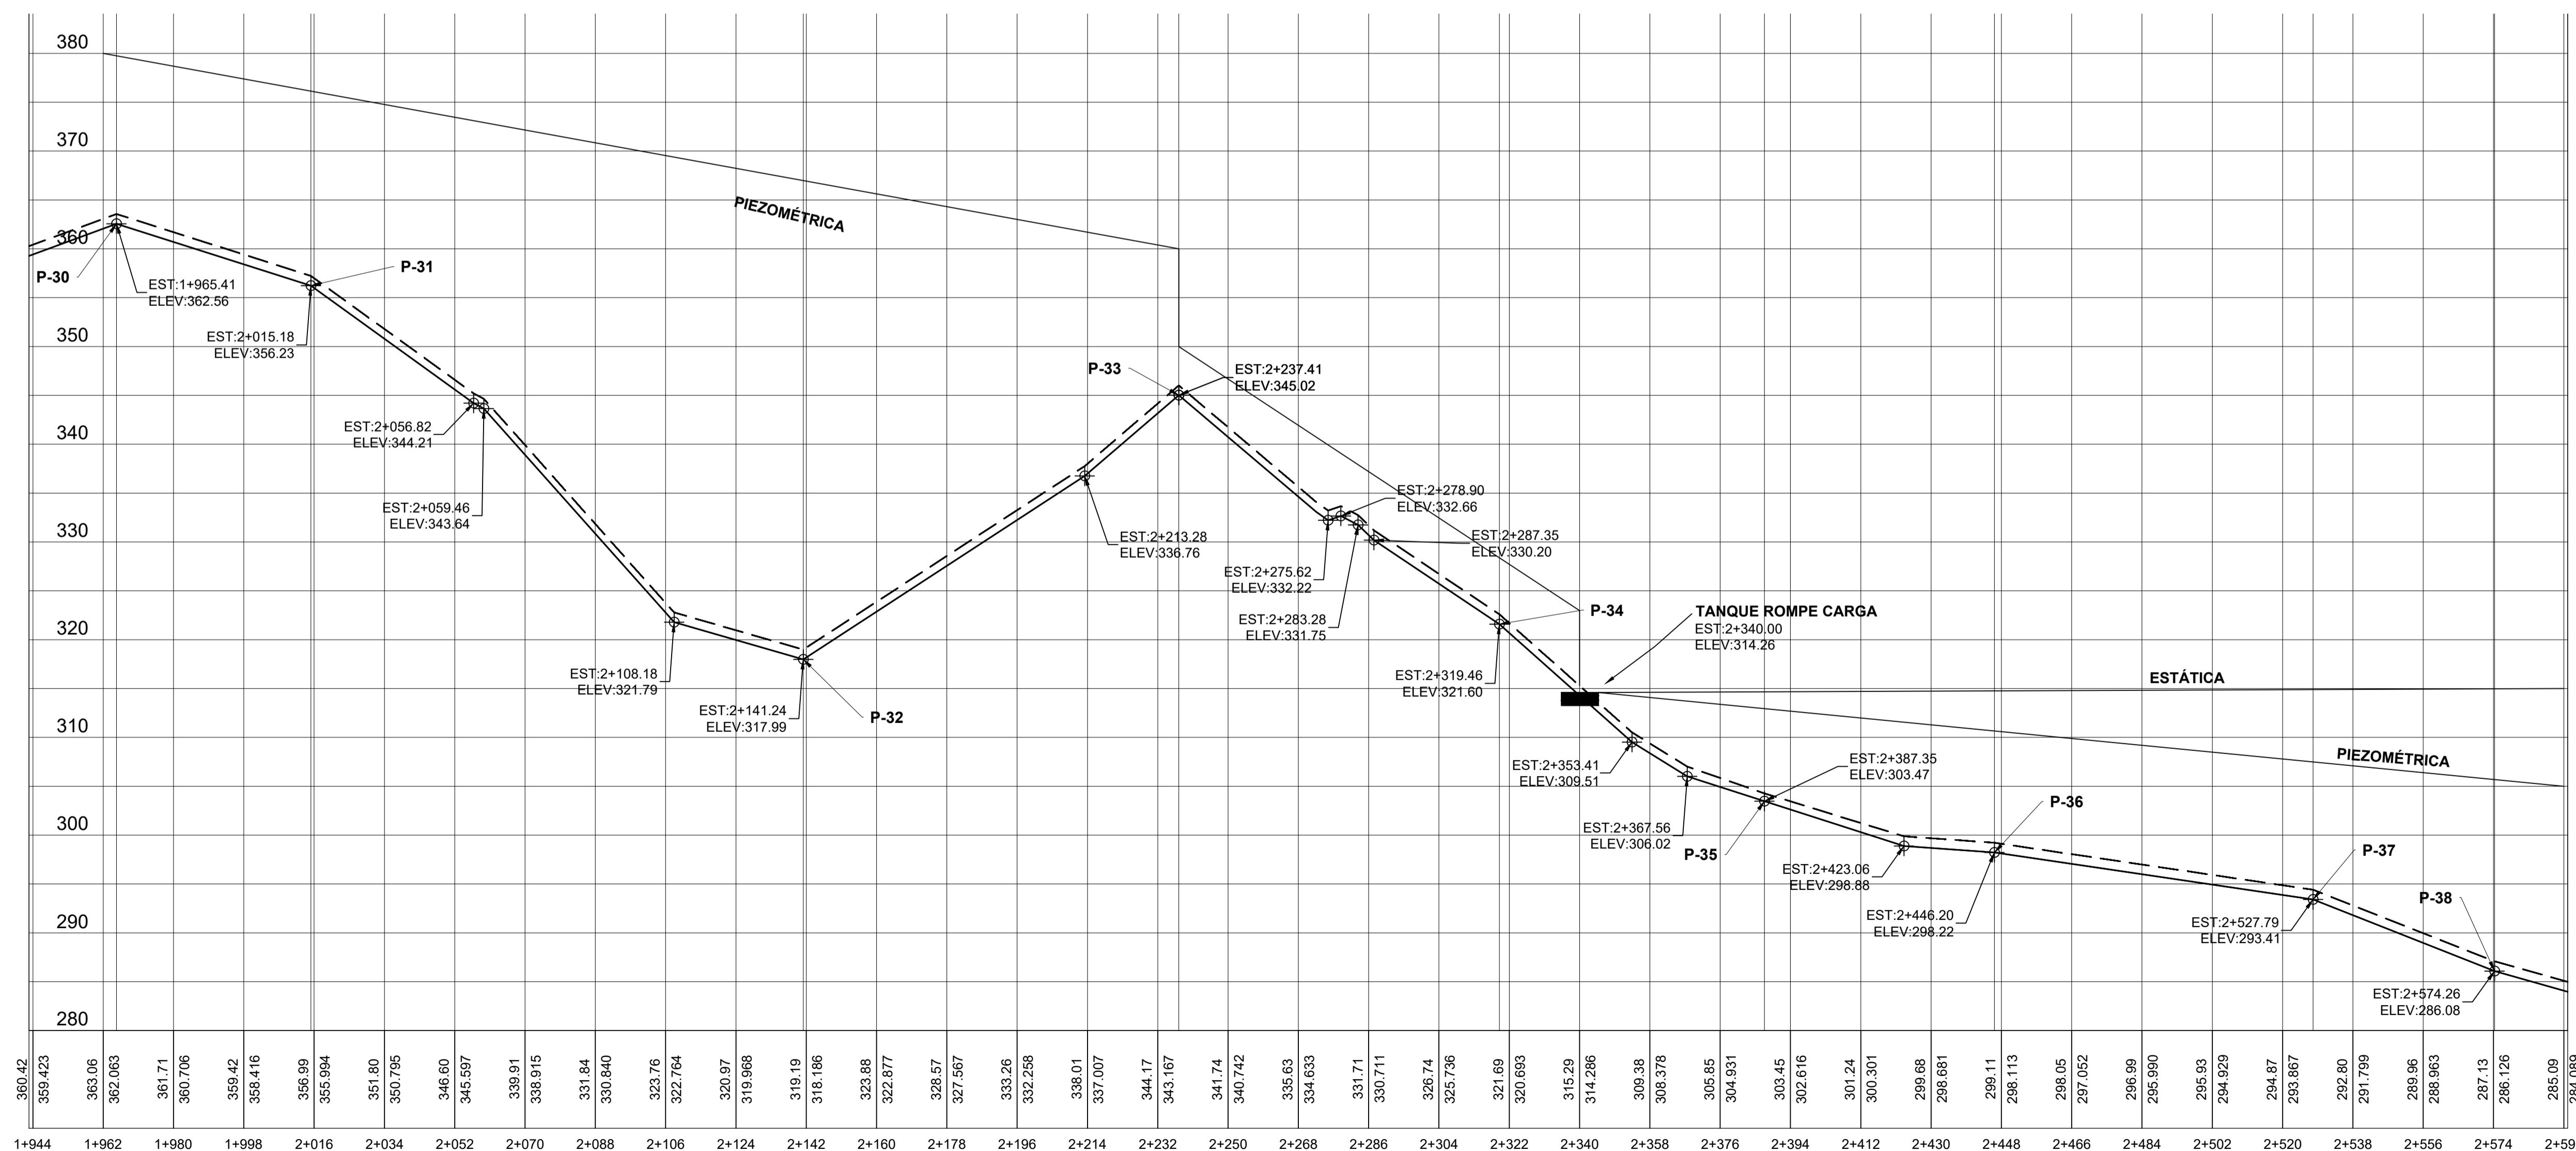 380
370
360
350
340
330
320
310
300
290
280
PIEZOMÉTRICA
P-30
EST:1+965.41
ELEV:362.56
P-31
EST:2+015.18
ELEV:356.23
EST:2+056.82
ELEV:344.21
EST:2+059.46
ELEV:343.64
EST:2+108.18
ELEV:321.79
EST:2+141.24
ELEV:317.99
P-32
EST:2+213.28
ELEV:336.76
P-33
EST:2+237.41
ELEV:345.02
EST:2+275.62
ELEV:332.22
EST:2+278.90
ELEV:332.66
EST:2+283.28
ELEV:331.75
EST:2+287.35
ELEV:330.20
EST:2+319.46
ELEV:321.60
P-34
TANQUE ROMPE CARGA
EST:2+340.00
ELEV:314.26
ESTÁTICA
PIEZOMÉTRICA
EST:2+353.41
ELEV:309.51
EST:2+367.56
ELEV:306.02
EST:2+387.35
ELEV:303.47
P-35
EST:2+423.06
ELEV:298.88
P-36
EST:2+446.20
ELEV:298.22
P-37
EST:2+527.79
ELEV:293.41
P-38
EST:2+574.26
ELEV:286.08
360.42
359.423
363.06
362.063
361.71
360.706
359.42
358.416
356.99
355.994
351.80
350.795
346.60
345.597
339.91
338.915
331.84
330.840
323.76
322.764
320.97
319.968
319.19
318.186
323.88
322.877
328.57
327.567
333.26
332.258
338.01
337.007
344.17
343.167
341.74
340.742
335.63
334.633
331.71
330.711
326.74
325.736
321.69
320.693
315.29
314.286
309.38
308.378
305.85
304.931
303.45
302.616
301.24
300.301
299.68
298.681
299.11
298.113
298.05
297.052
296.99
295.990
295.93
294.929
294.87
293.867
292.80
291.799
289.96
288.963
287.13
286.126
285.09
284.089
1+944 1+962 1+980 1+998 2+016 2+034 2+052 2+070 2+088 2+106 2+124 2+142 2+160 2+178 2+196 2+214 2+232 2+250 2+268 2+286 2+304 2+322 2+340 2+358 2+376 2+394 2+412 2+430 2+448 2+466 2+484 2+502 2+520 2+538 2+556 2+574 2+59